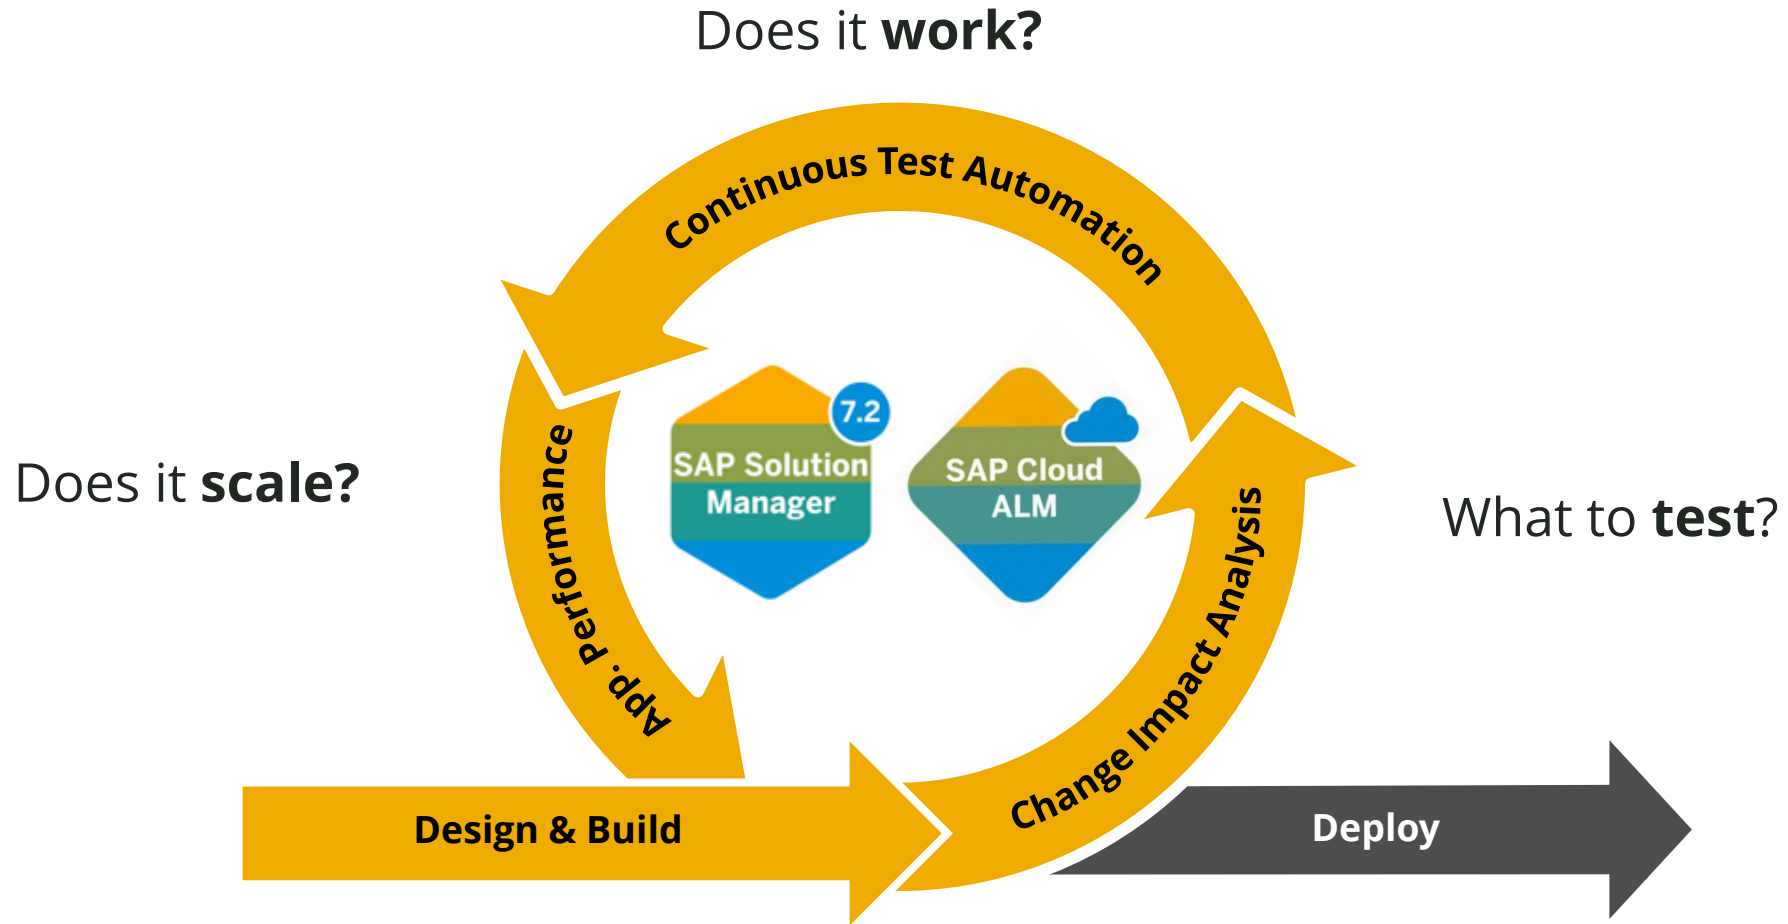 Does it work?
Continuous Test Automation
7.2
SAP Solution
Manager
SAP Cloud
ALM
Does it scale?
App. Performance
What to test?
Change Impact Analysis
Design & Build
Deploy